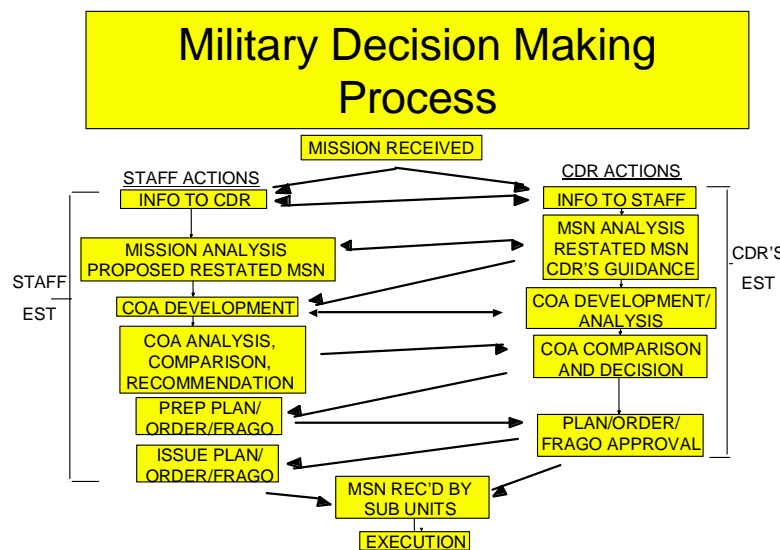 Military Decision Making
Process
MISSION RECEIVED
STAFF ACTIONS
CDR ACTIONS
INFO TO CDR
INFO TO STAFF
MISSION ANALYSIS
PROPOSED RESTATED MSN
MSN ANALYSIS
RESTATED MSN
CDR'S GUIDANCE
STAFF
EST
CDR'S
EST
COA DEVELOPMENT
COA DEVELOPMENT/
ANALYSIS
COA ANALYSIS,
COMPARISON,
RECOMMENDATION
COA COMPARISON
AND DECISION
PREP PLAN/
ORDER/FRAGO
PLAN/ORDER/
FRAGO APPROVAL
ISSUE PLAN/
ORDER/FRAGO
MSN REC'D BY
SUB UNITS
EXECUTION